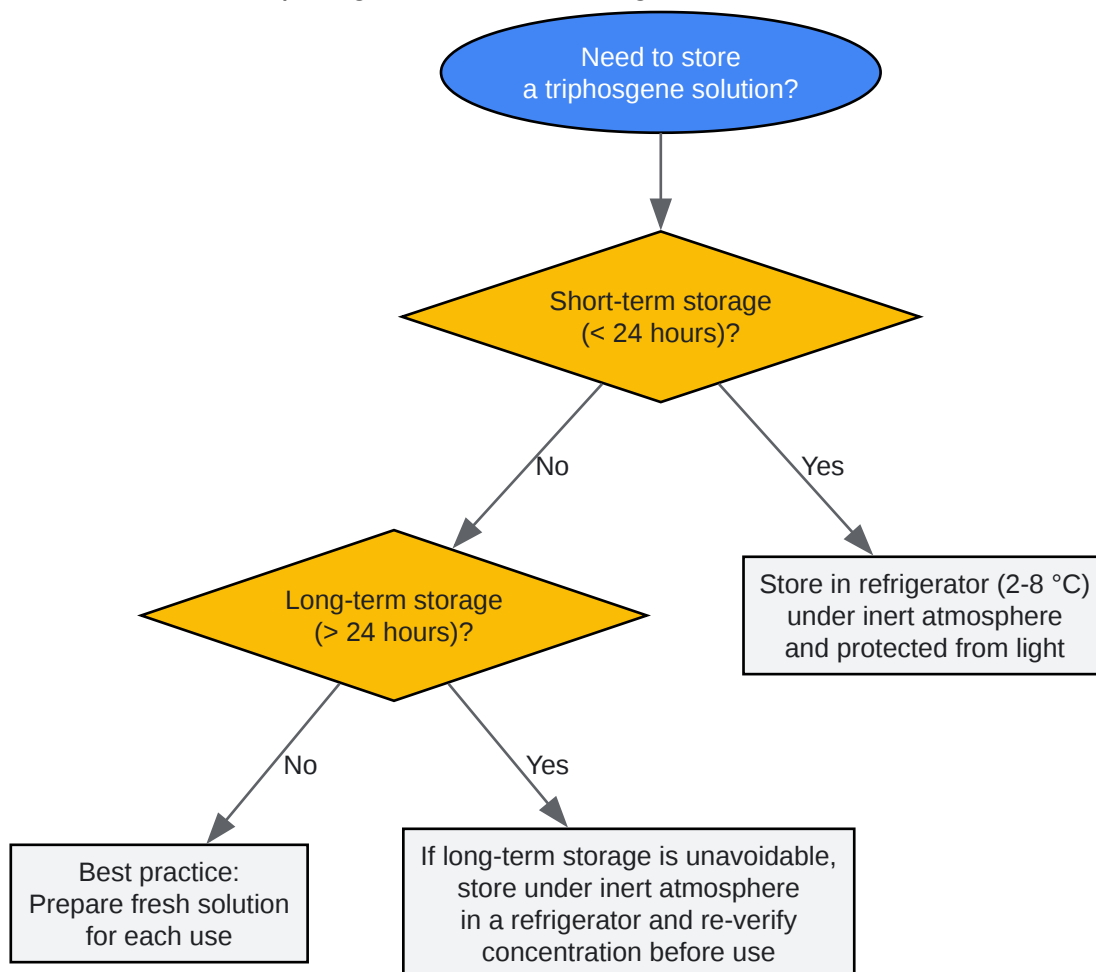 Need to store
a triphosgene solution?
Short-term storage
(< 24 hours)?
No
Yes
Long-term storage
(> 24 hours)?
Store in refrigerator (2-8 °C)
under inert atmosphere
and protected from light
No
Yes
Best practice:
Prepare fresh solution
for each use
If long-term storage is unavoidable,
store under inert atmosphere
in a refrigerator and re-verify
concentration before use